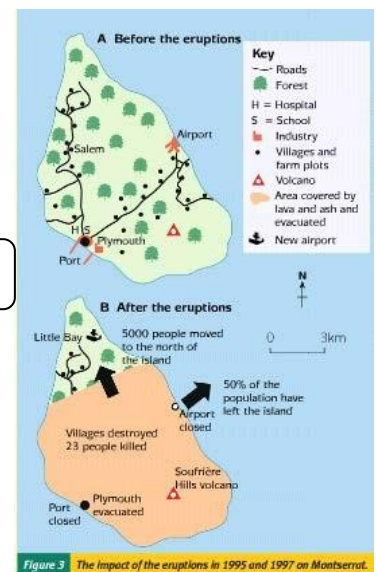 A Before the eruptions
Key
Roads
Forest
H = Hospital
S = School
Industry
Villages and
farm plots
Volcano
Area covered by
lava and ash and
evacuated
New airport
Airport
Salem
H S
Plymouth
Port
N
0 3km
B After the eruptions
Little Bay
5000 people moved
to the north of
the island
50% of the
population have
left the island
Airport
closed
Villages destroyed
23 people killed
Soufrière
Hills volcano
Plymouth
evacuated
Port
closed
Figure 3 The impact of the eruptions in 1995 and 1997 on Montserrat.